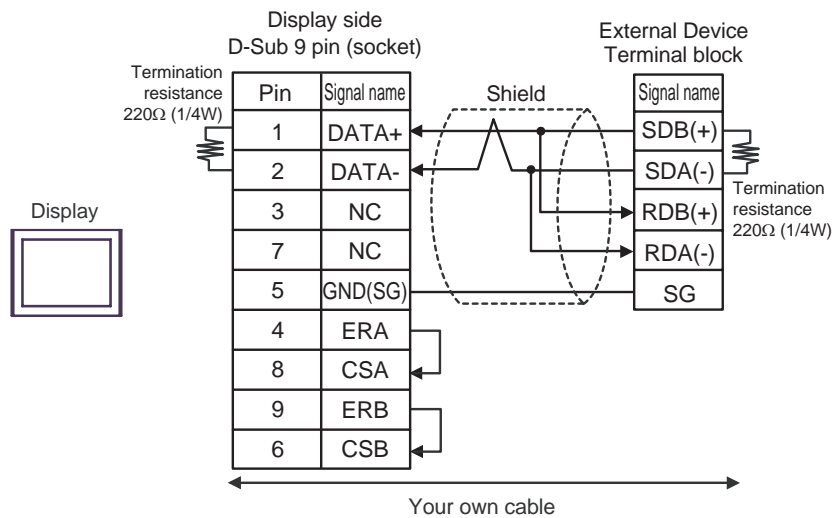 Display side
D-Sub 9 pin (socket)
External Device
Terminal block
Termination
resistance
220Ω (1/4W)
Pin Signal name
Shield
Signal name
1 DATA+
SDB(+)
2 DATA-
SDA(-)
Termination
resistance
220Ω (1/4W)
Display
3 NC
RDB(+)
7 NC
RDA(-)
5 GND(SG)
SG
4 ERA
8 CSA
9 ERB
6 CSB
Your own cable